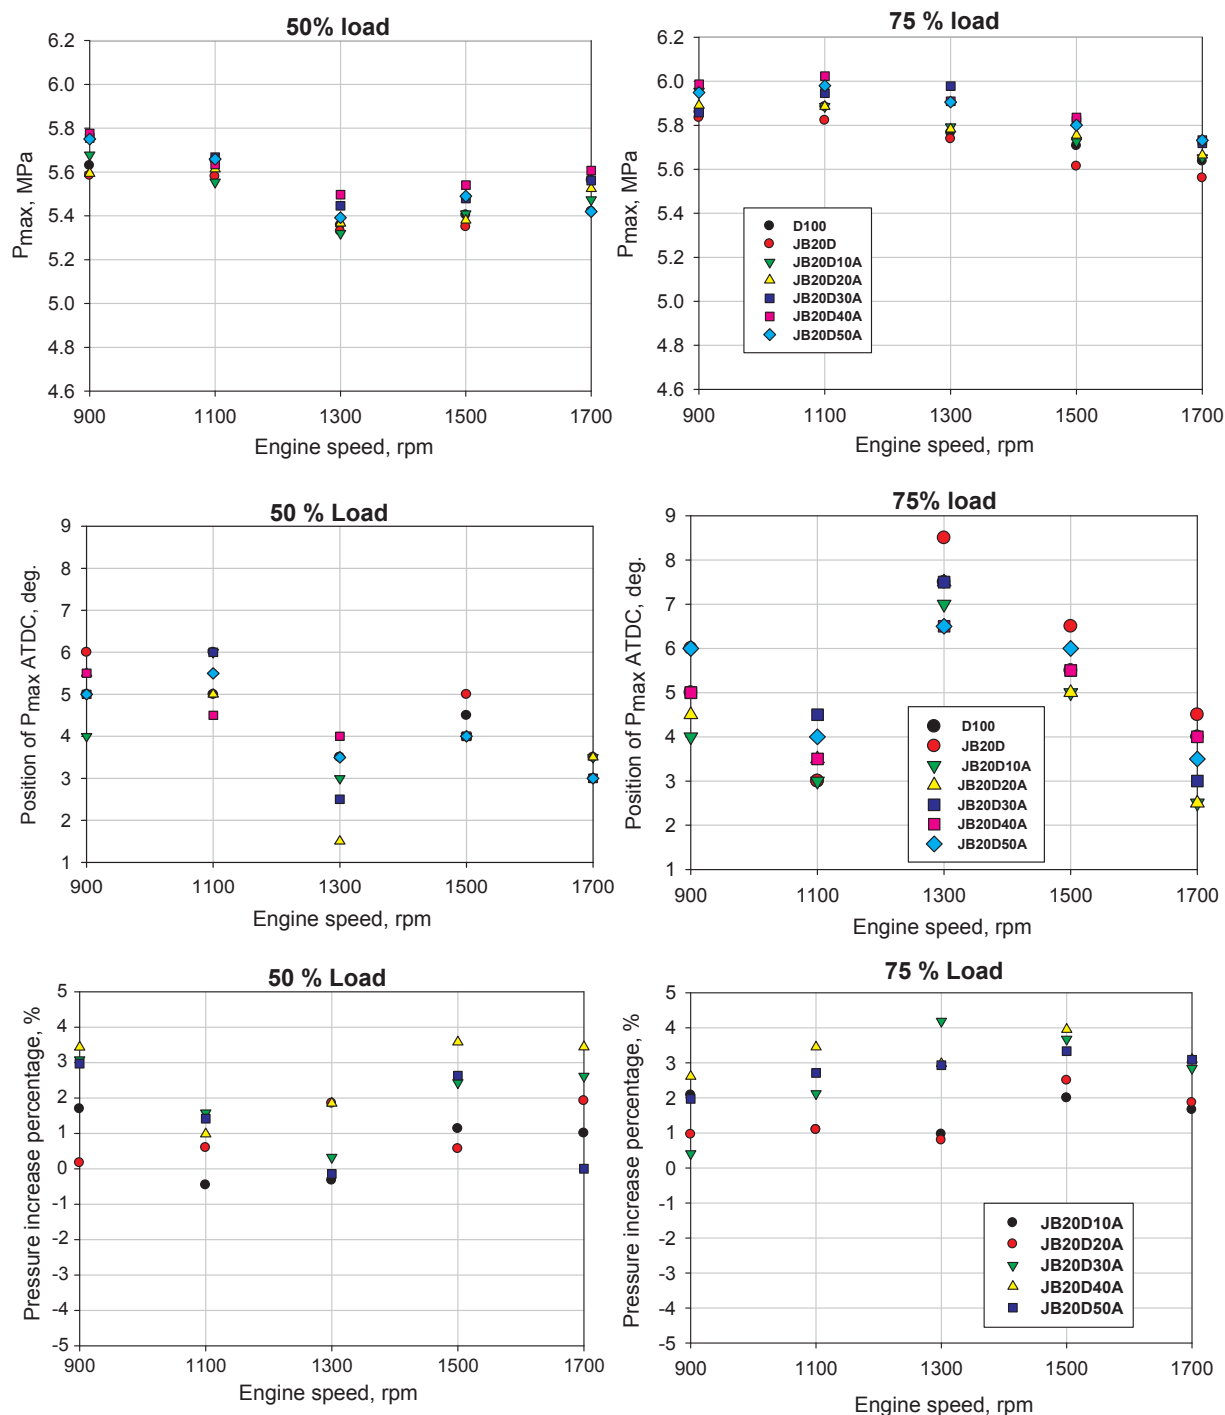 50% load
6.2
6.0
5.8
5.6
5.4
5.2
5.0
4.8
4.6
Pmax, MPa
900 1100 1300 1500 1700
Engine speed, rpm
75 % load
6.2
6.0
5.8
5.6
5.4
5.2
5.0
4.8
4.6
Pmax, MPa
D100
JB20D
JB20D10A
JB20D20A
JB20D30A
JB20D40A
JB20D50A
900 1100 1300 1500 1700
Engine speed, rpm
50 % Load
9
8
7
6
5
4
3
2
1
Position of Pmax ATDC, deg.
900 1100 1300 1500 1700
Engine speed, rpm
75% load
9
8
7
6
5
4
3
2
1
Position of Pmax ATDC, deg.
D100
JB20D
JB20D10A
JB20D20A
JB20D30A
JB20D40A
JB20D50A
900 1100 1300 1500 1700
Engine speed, rpm
50 % Load
5
4
3
2
1
0
-1
-2
-3
-4
-5
Pressure increase percentage, %
900 1100 1300 1500 1700
Engine speed, rpm
75 % Load
5
4
3
2
1
0
-1
-2
-3
-4
-5
Pressure increase percentage, %
JB20D10A
JB20D20A
JB20D30A
JB20D40A
JB20D50A
900 1100 1300 1500 1700
Engine speed, rpm